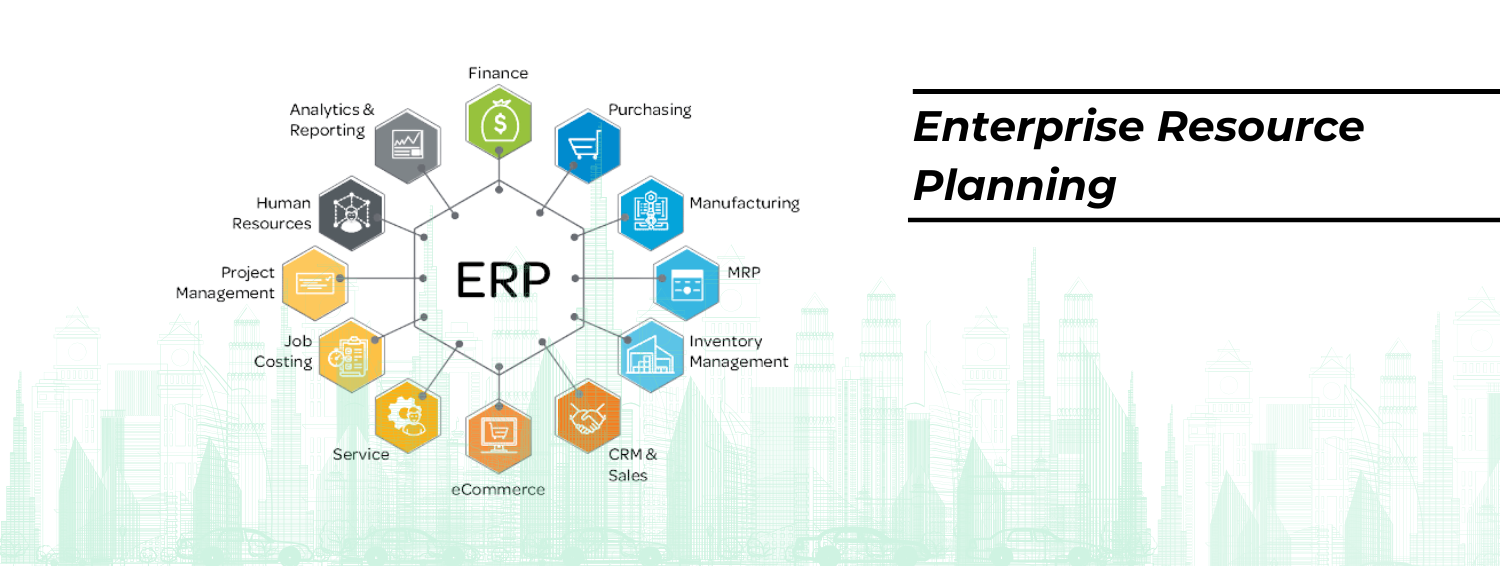 Finance
Analytics &
Reporting
Purchasing
Human
Resources
Manufacturing
Project
Management
ERP
MRP
Job
Costing
Inventory
Management
Service
eCommerce
CRM &
Sales
Enterprise Resource
Planning